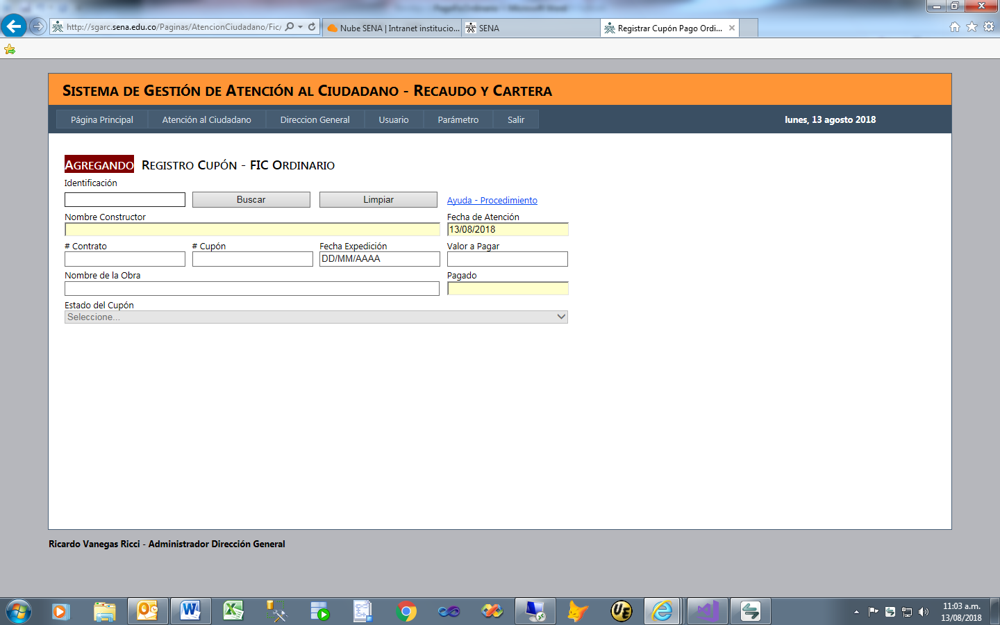 http://sgarc.sena.edu.co/Paginas/AtencionCiudadano/Fic/
Nube SENA | Intranet institucio...
SENA
Registrar Cupón Pago Ordi...
SISTEMA DE GESTIÓN DE ATENCIÓN AL CIUDADANO - RECAUDO Y CARTERA
Página Principal Atención al Ciudadano Direccion General Usuario Parámetro Salir lunes, 13 agosto 2018
AGREGANDO REGISTRO CUPÓN - FIC ORDINARIO
Identificación
Buscar Limpiar Ayuda - Procedimiento
Nombre Constructor Fecha de Atención
13/08/2018
# Contrato # Cupón Fecha Expedición Valor a Pagar
DD/MM/AAAA
Nombre de la Obra Pagado
Estado del Cupón
Seleccione...
Ricardo Vanegas Ricci - Administrador Dirección General
11:03 a.m.
13/08/2018